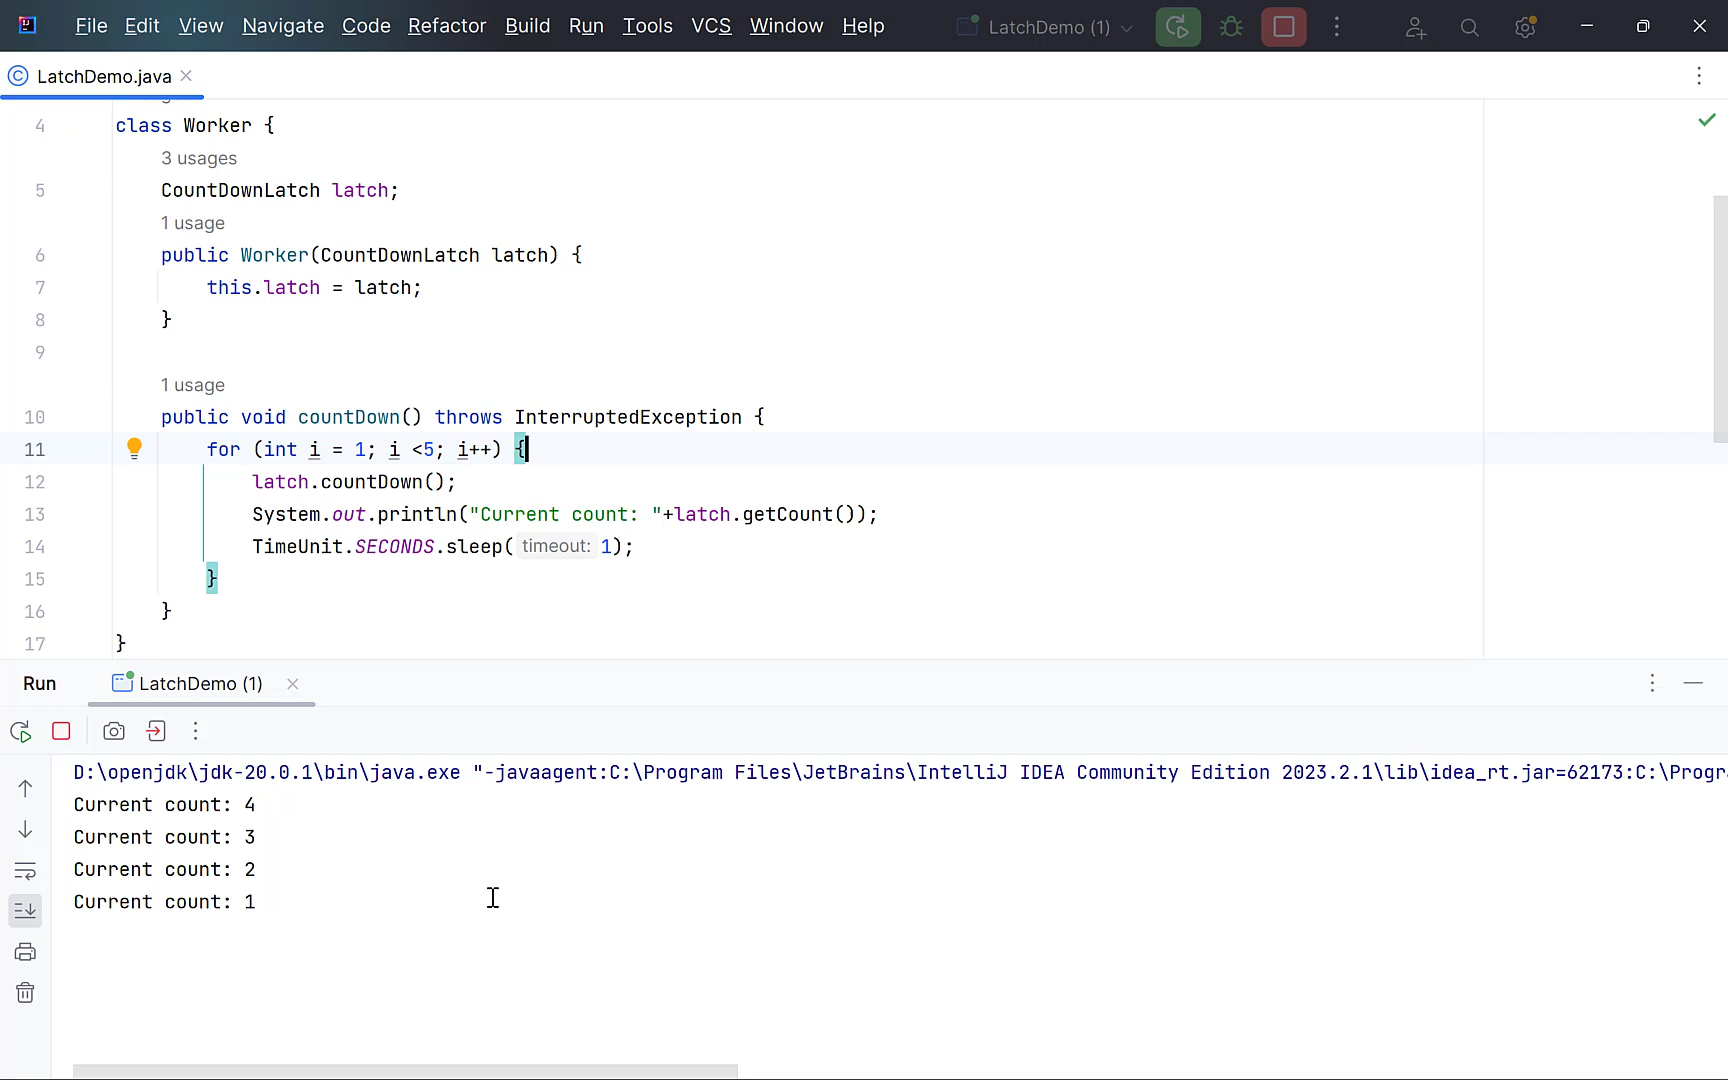 File Edit View Navigate Code Refactor Build Run Tools VCS Window Help LatchDemo (1)
LatchDemo.java
4 class Worker {
3 usages
5 CountDownLatch latch;
1 usage
6 public Worker(CountDownLatch latch) {
7 this.latch = latch;
8 }
9
1 usage
10 public void countDown() throws InterruptedException {
11 for (int i = 1; i <5; i++) {
12 latch.countDown();
13 System.out.println("Current count: "+latch.getCount());
14 TimeUnit.SECONDS.sleep( timeout: 1);
15 }
16 }
17 }
Run LatchDemo (1)
D:\openjdk\jdk-20.0.1\bin\java.exe "-javaagent:C:\Program Files\JetBrains\IntelliJ IDEA Community Edition 2023.2.1\lib\idea_rt.jar=62173:C:\Progr
Current count: 4
Current count: 3
Current count: 2
Current count: 1